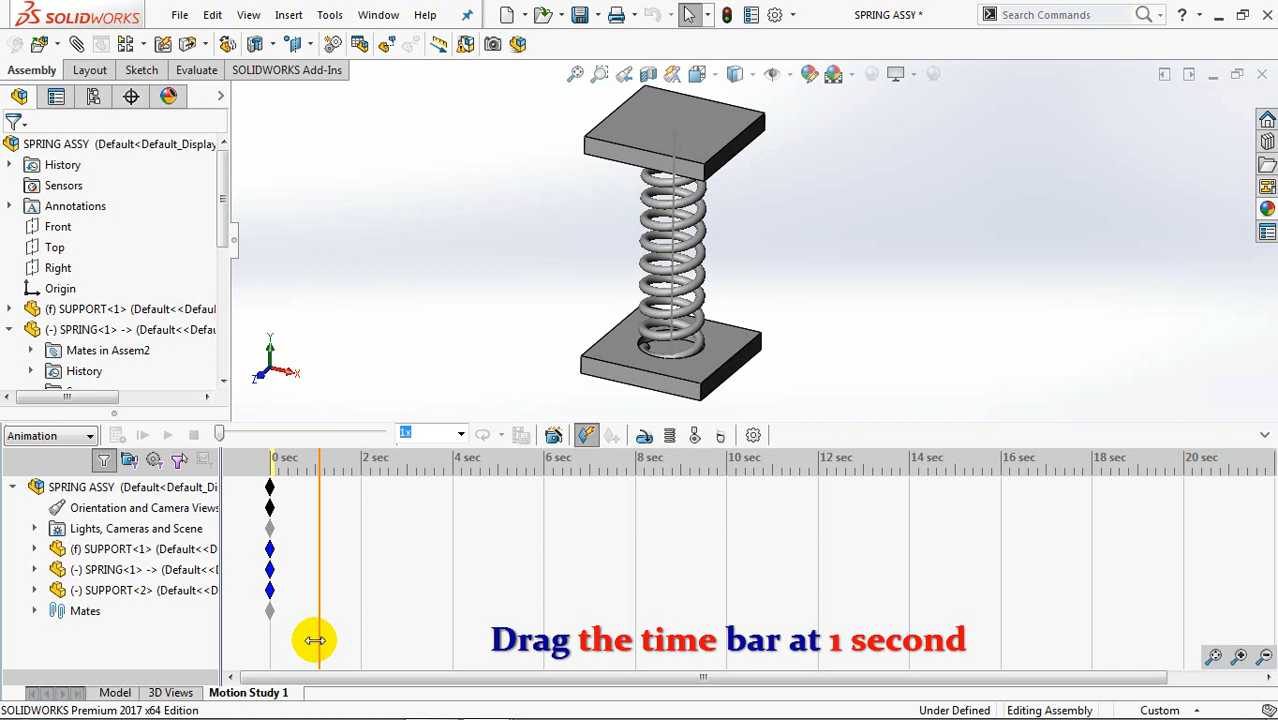 SOLIDWORKS
File Edit View Insert Tools Window Help
SPRING ASSY *
Search Commands
?
Assembly Layout Sketch Evaluate SOLIDWORKS Add-Ins
SPRING ASSY (Default<Default_Displa
History
Sensors
Annotations
Front
Top
Right
Origin
(f) SUPPORT<1> (Default<<Defaul
(-) SPRING<1> -> (Default<<Defau
Mates in Assem2
History
Y
X
Z
Animation
1x
0 sec 2 sec 4 sec 6 sec 8 sec 10 sec 12 sec 14 sec 16 sec 18 sec 20 sec
SPRING ASSY (Default<Default_Di
Orientation and Camera Views
Lights, Cameras and Scene
(f) SUPPORT<1> (Default<<D
(-) SPRING<1> -> (Default<<D
(-) SUPPORT<2> (Default<<D
Mates
Drag the time bar at 1 second
Model 3D Views Motion Study 1
SOLIDWORKS Premium 2017 x64 Edition
Under Defined Editing Assembly Custom